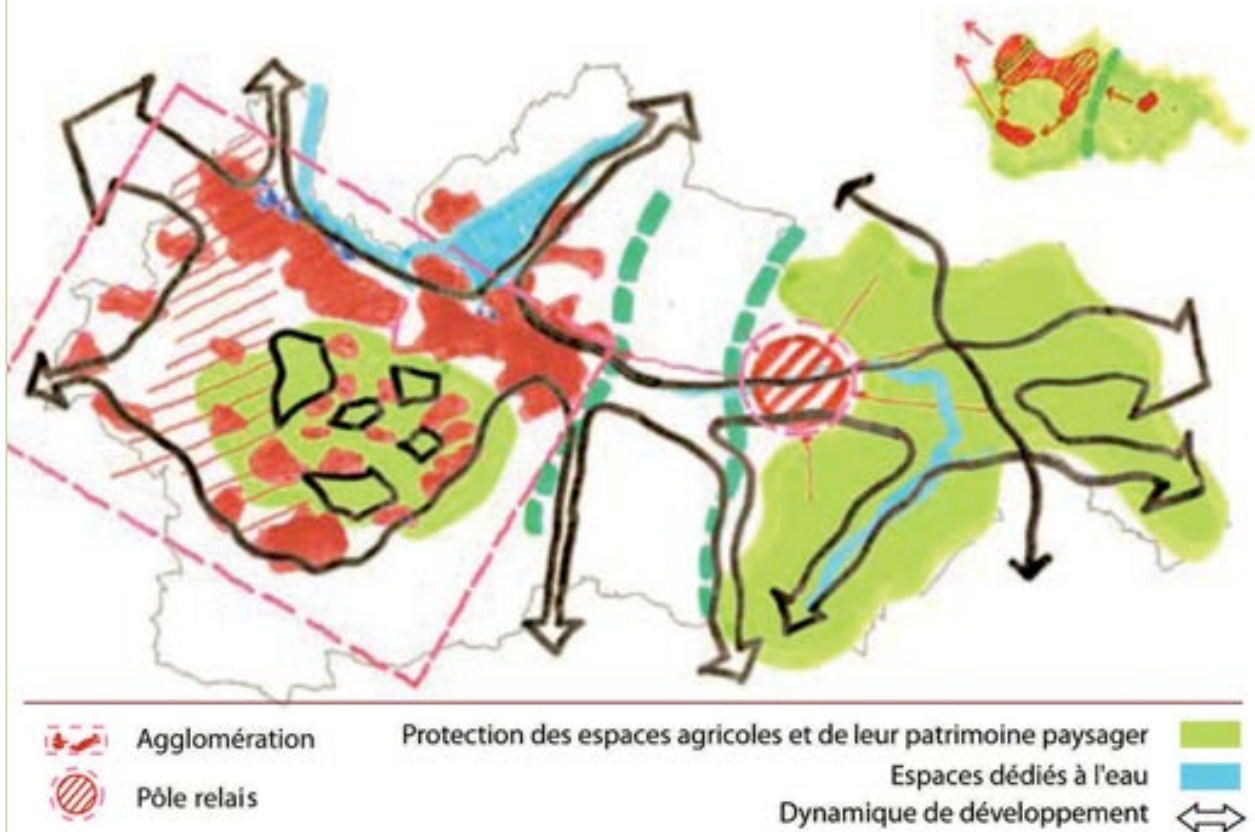 Agglomération
Pôle relais
Protection des espaces agricoles et de leur patrimoine paysager
Espaces dédiés à l'eau
Dynamique de développement